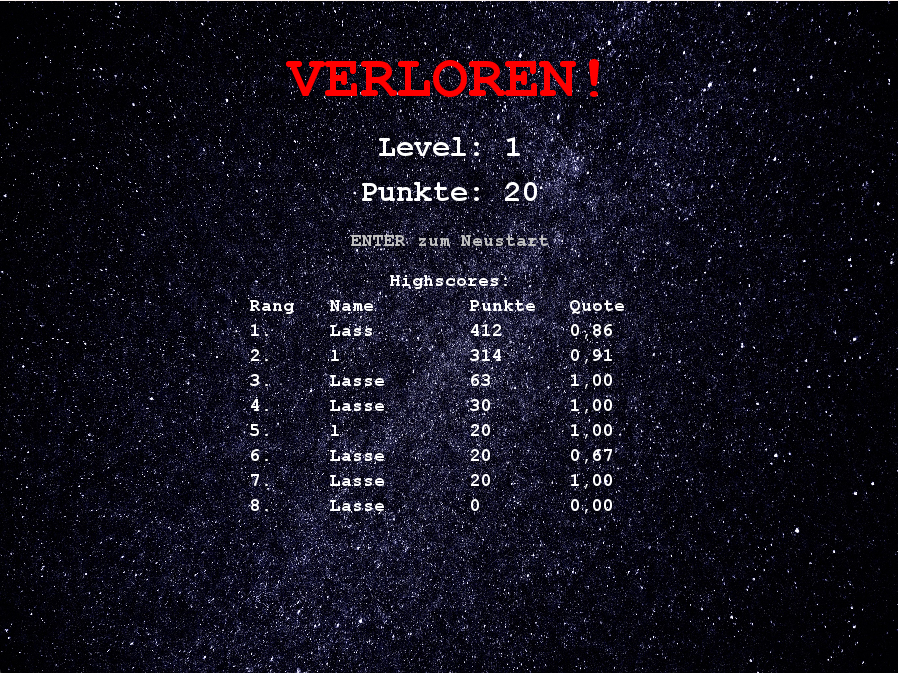 VERLOREN!
Level: 1
Punkte: 20
ENTER zum Neustart
Highscores:
Rang Name Punkte Quote
1. Lass 412 0,86
2. l 314 0,91
3. Lasse 63 1,00
4. Lasse 30 1,00
5. l 20 1,00
6. Lasse 20 0,67
7. Lasse 20 1,00
8. Lasse 0 0,00